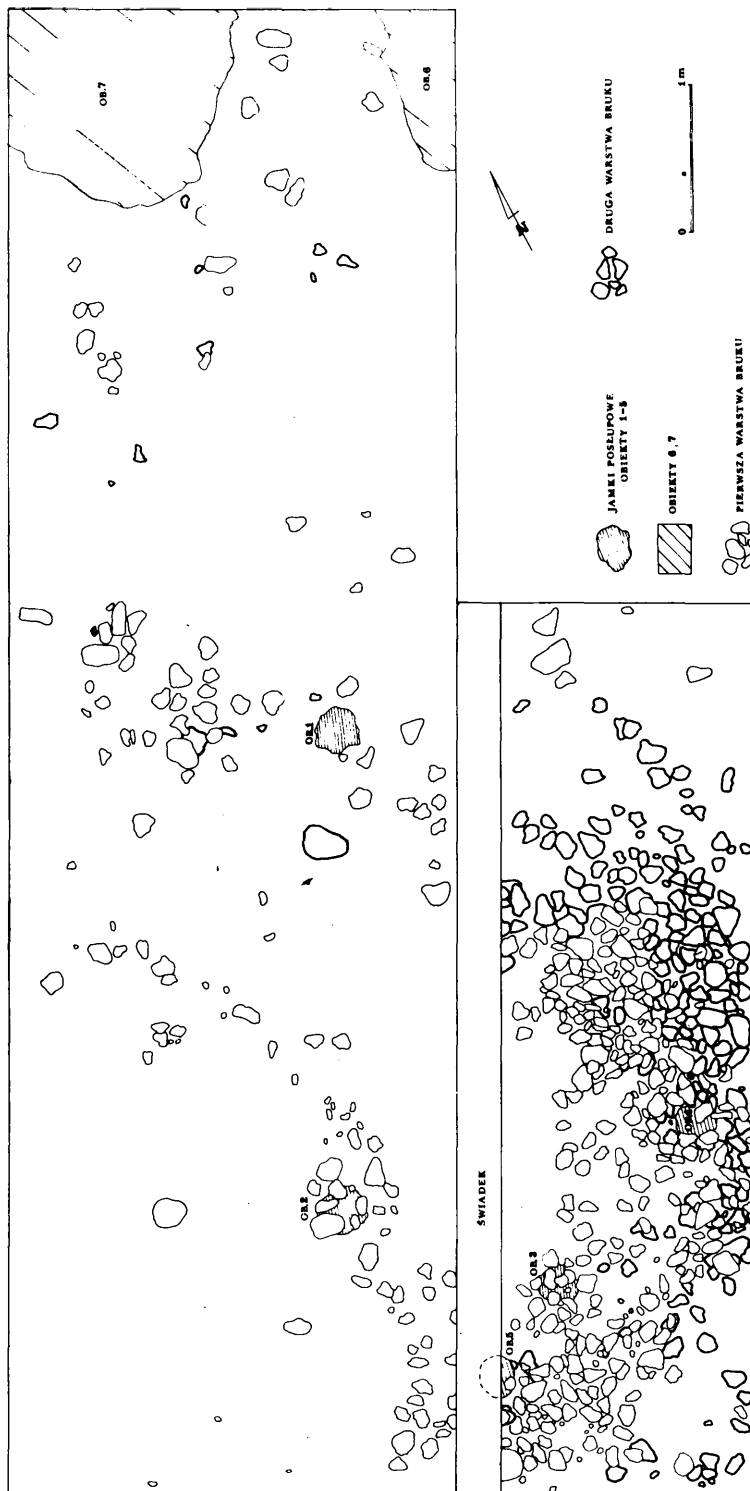 OB.7
OB.6
OB.1
OB.2
ŚWIADEK
OB.3
OB.5
N
JAMKI POSŁUPOWE
OBIEKTY 1-5
OBIEKTY 6,7
PIERWSZA WARSTWA BRUKU
DRUGA WARSTWA BRUKU
0
1m